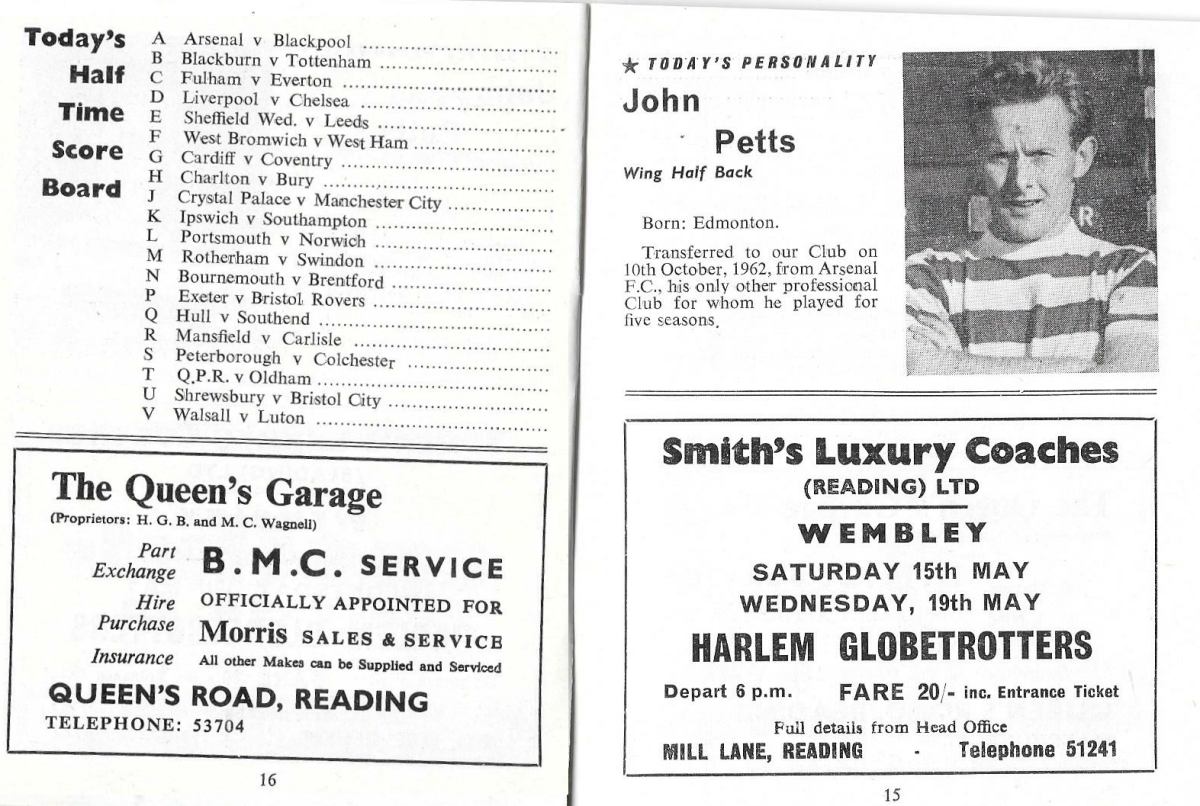 Today's
Half
Time
Score
Board
A Arsenal v Blackpool
B Blackburn v Tottenham
C Fulham v Everton
D Liverpool v Chelsea
E Sheffield Wed. v Leeds
F West Bromwich v West Ham
G Cardiff v Coventry
H Charlton v Bury
J Crystal Palace v Manchester City
K Ipswich v Southampton
L Portsmouth v Norwich
M Rotherham v Swindon
N Bournemouth v Brentford
P Exeter v Bristol Rovers
Q Hull v Southend
R Mansfield v Carlisle
S Peterborough v Colchester
T Q.P.R. v Oldham
U Shrewsbury v Bristol City
V Walsall v Luton
The Queen's Garage
(Proprietors: H. G. B. and M. C. Wagnell)
Part
Exchange
Hire
Purchase
Insurance
B.M.C. SERVICE
OFFICIALLY APPOINTED FOR
Morris SALES & SERVICE
All other Makes can be Supplied and Serviced
QUEEN'S ROAD, READING
TELEPHONE: 53704
16
★ TODAY'S PERSONALITY
John
Petts
Wing Half Back
Born: Edmonton.
Transferred to our Club on
10th October, 1962, from Arsenal
F.C., his only other professional
Club for whom he played for
five seasons.
R
Smith's Luxury Coaches
(READING) LTD
WEMBLEY
SATURDAY 15th MAY
WEDNESDAY, 19th MAY
HARLEM GLOBETROTTERS
Depart 6 p.m. FARE 20/- inc. Entrance Ticket
Full details from Head Office
MILL LANE, READING - Telephone 51241
15